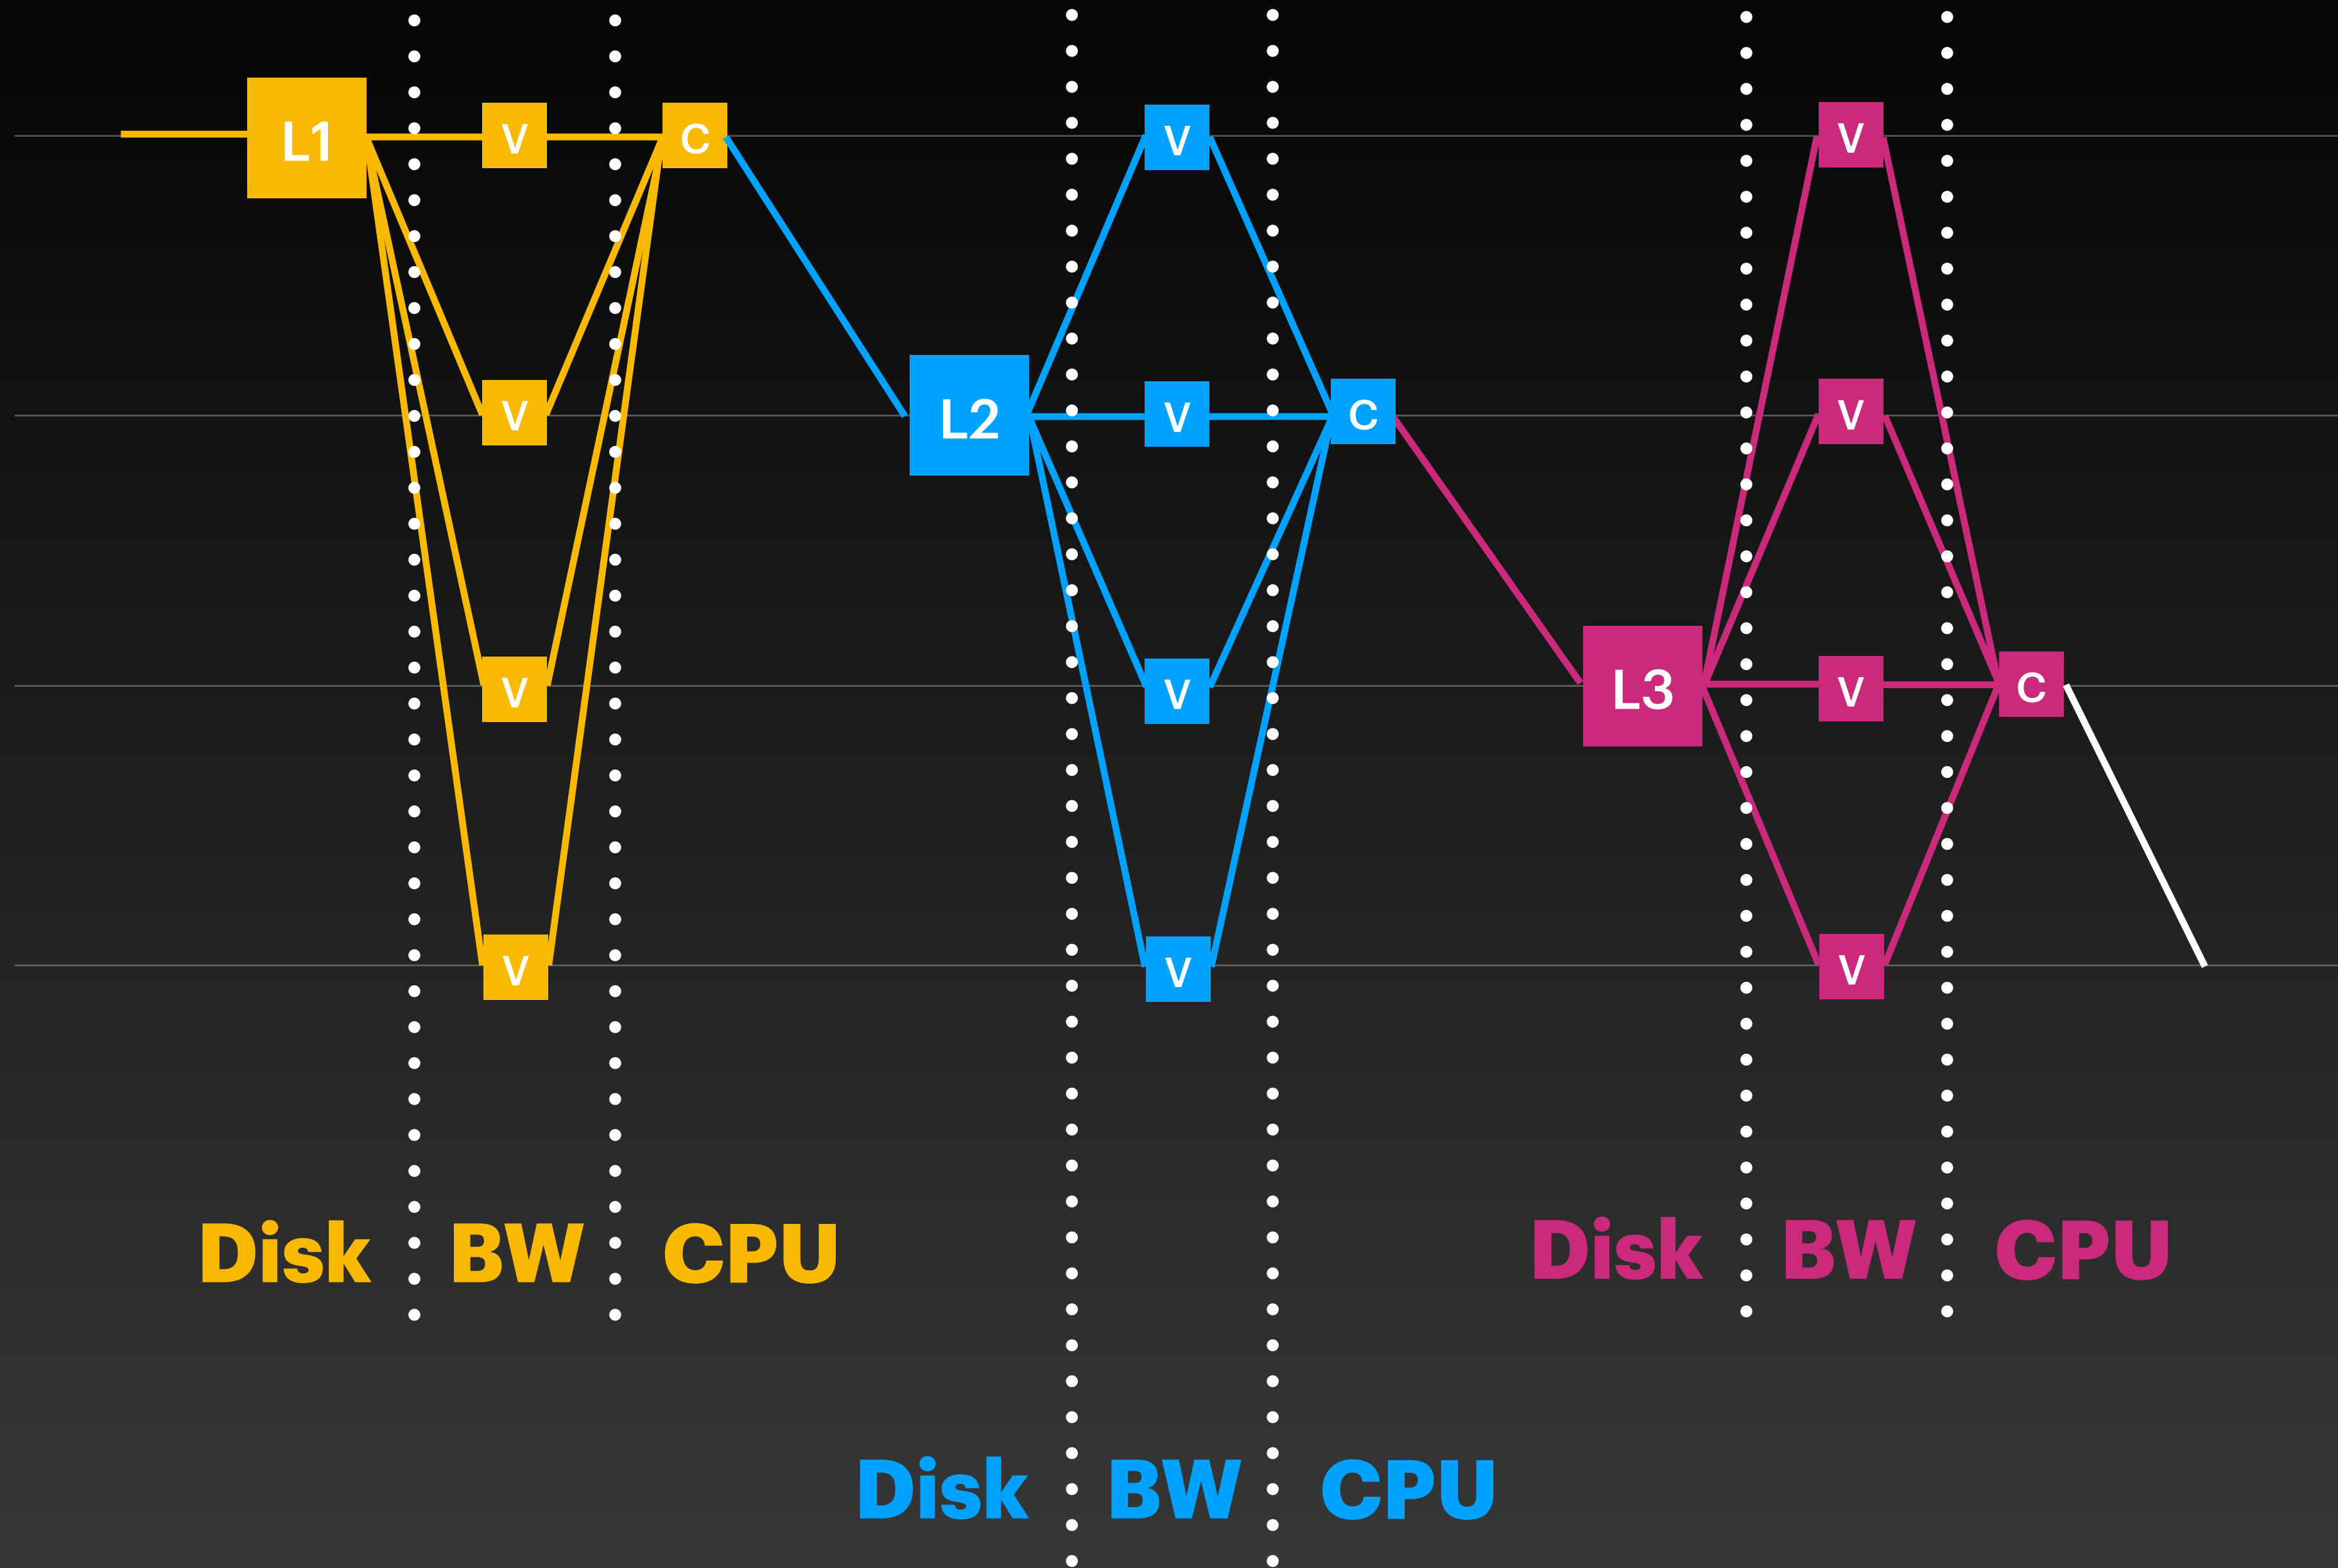 L1 V C V V
V L2 V C V
V V V L3 V C
V V V
Disk BW CPU Disk BW CPU
Disk BW CPU